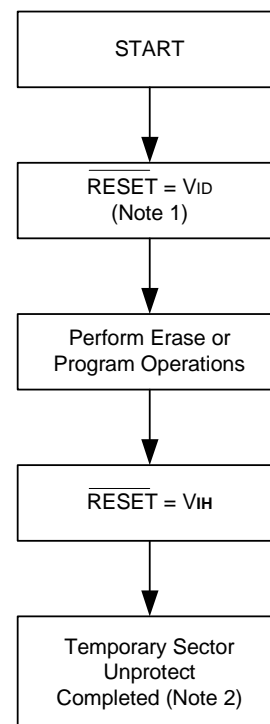 START
RESET = VID
(Note 1)
Perform Erase or
Program Operations
RESET = VIH
Temporary Sector
Unprotect
Completed (Note 2)